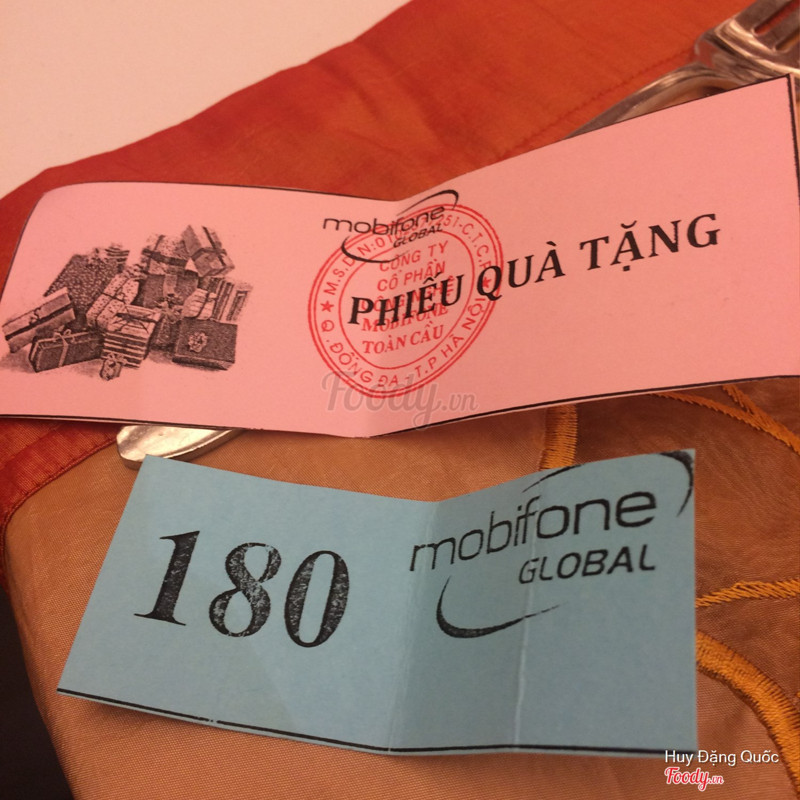 mobifone
GLOBAL
PHIẾU QUÀ TẶNG
CÔNG TY
CỔ PHẦN
MOBIFONE
TOÀN CẦU
Q. ĐỐNG ĐA - T.P HÀ NỘI
Foody.vn
180
mobifone
GLOBAL
Huy Đặng Quốc
Foody.vn